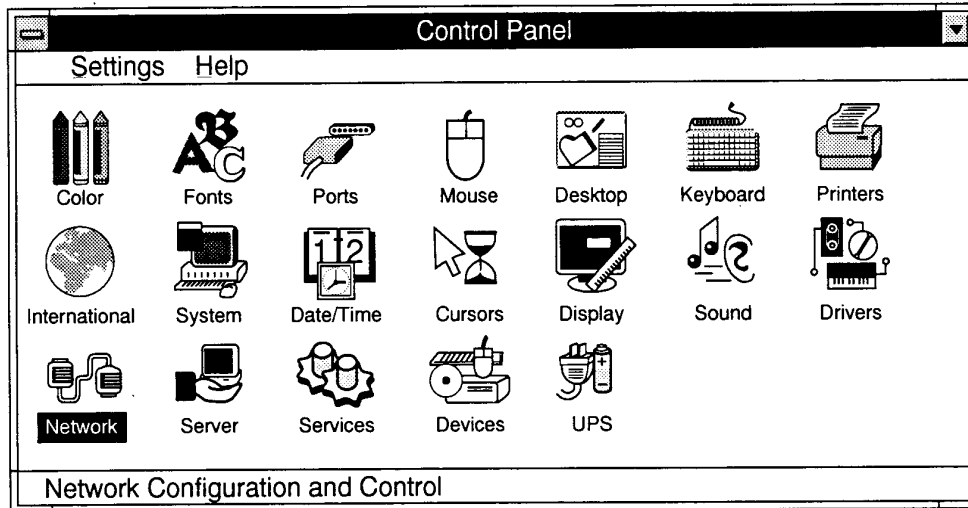 Control Panel
Settings Help
Color Fonts Ports Mouse Desktop Keyboard Printers
International System Date/Time Cursors Display Sound Drivers
Network Server Services Devices UPS
Network Configuration and Control